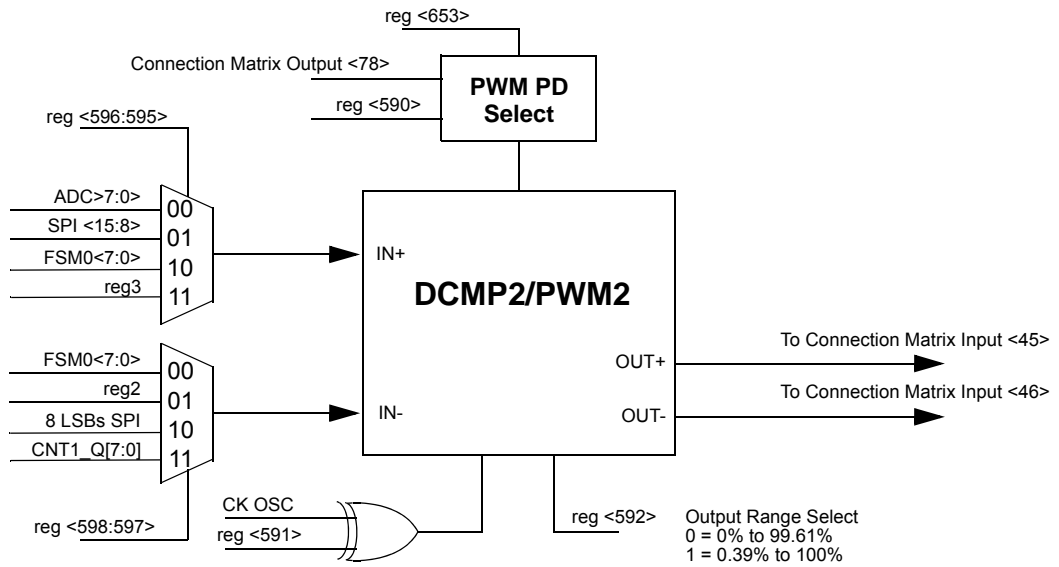 reg <653>
Connection Matrix Output <78>
PWM PD
Select
reg <590>
reg <596:595>
ADC>7:0>
00
SPI <15:8>
01
FSM0<7:0>
10
reg3
11
IN+
DCMP2/PWM2
FSM0<7:0>
00
reg2
01
8 LSBs SPI
10
CNT1_Q[7:0]
11
IN-
OUT+
To Connection Matrix Input <45>
OUT-
To Connection Matrix Input <46>
reg <598:597>
CK OSC
reg <591>
reg <592>
Output Range Select
0 = 0% to 99.61%
1 = 0.39% to 100%